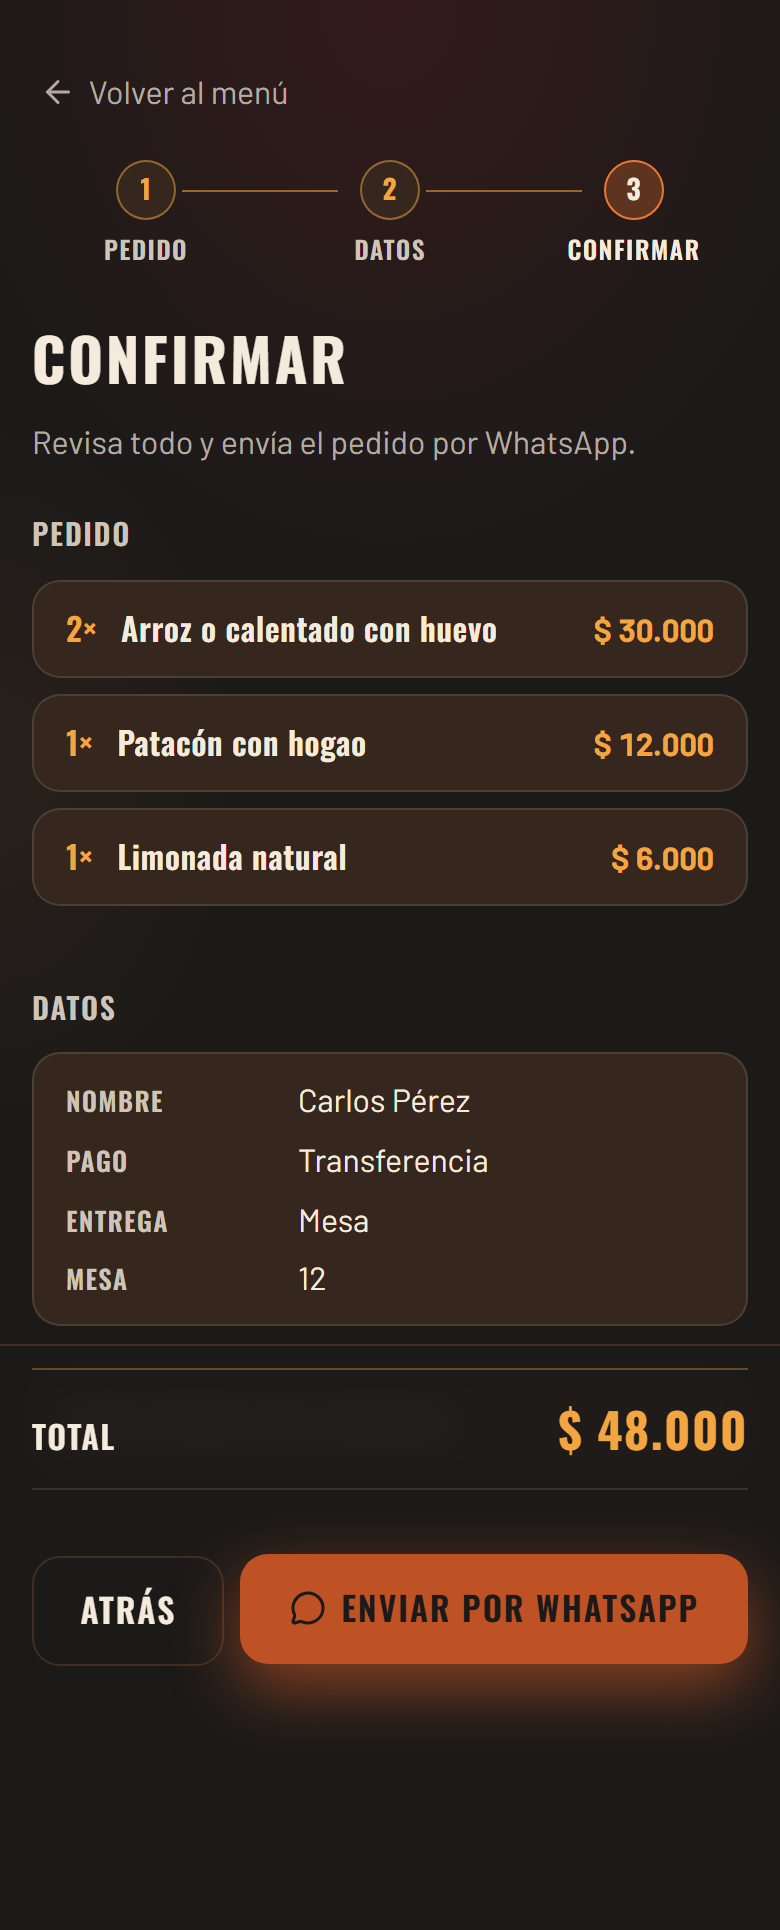 ← Volver al menú
1 2 3
PEDIDO DATOS CONFIRMAR
CONFIRMAR
Revisa todo y envía el pedido por WhatsApp.
PEDIDO
2× Arroz o calentado con huevo $ 30.000
1× Patacón con hogao $ 12.000
1× Limonada natural $ 6.000
DATOS
NOMBRE Carlos Pérez
PAGO Transferencia
ENTREGA Mesa
MESA 12
TOTAL $ 48.000
ATRÁS ENVIAR POR WHATSAPP